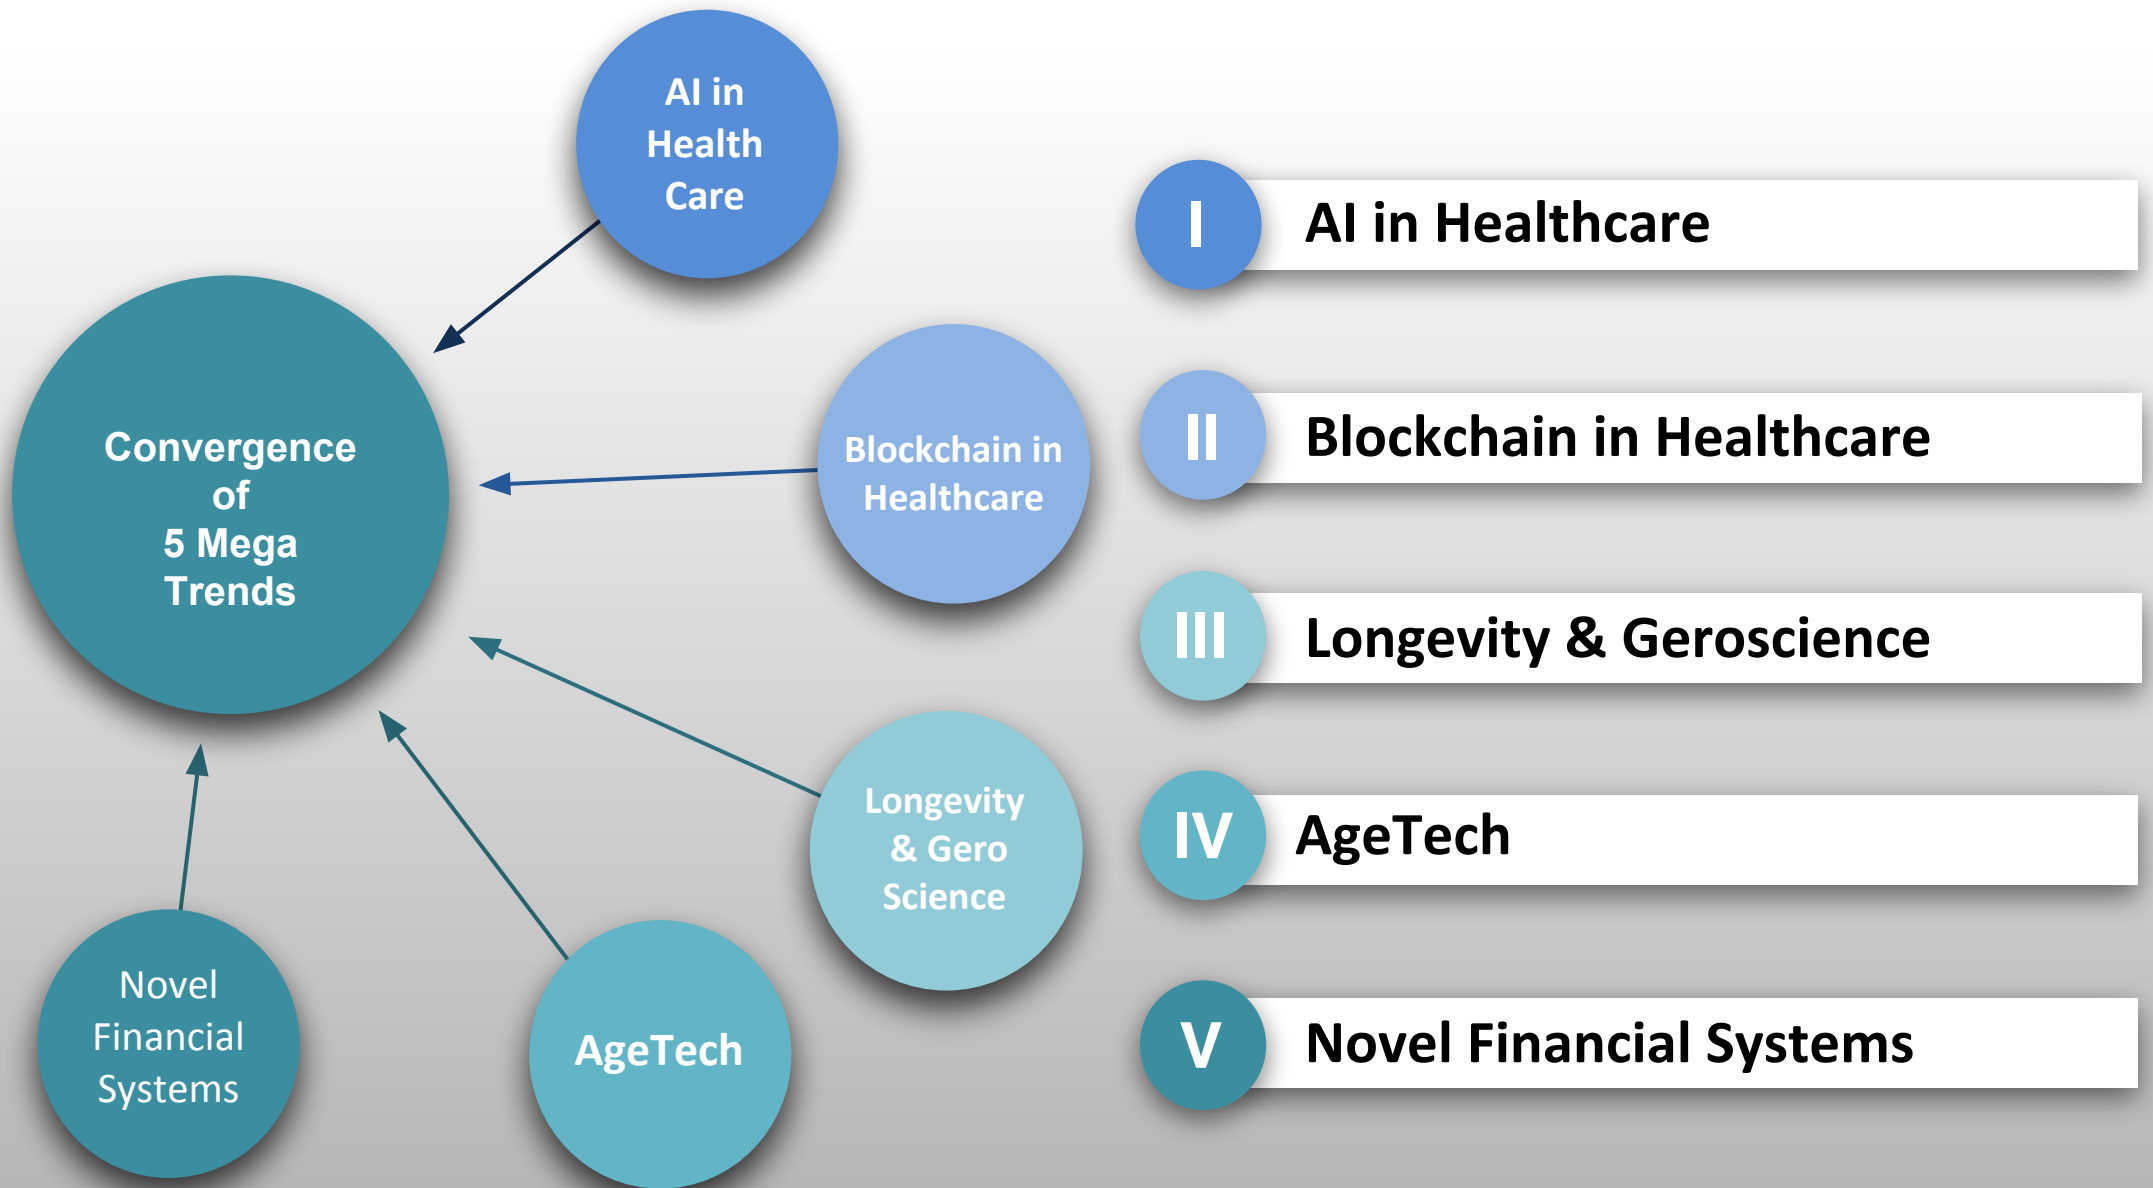 AI in
Health
Care
Convergence
of
5 Mega
Trends
Blockchain in
Healthcare
Longevity
& Gero
Science
AgeTech
Novel
Financial
Systems
I
AI in Healthcare
II
Blockchain in Healthcare
III
Longevity & Geroscience
IV
AgeTech
V
Novel Financial Systems